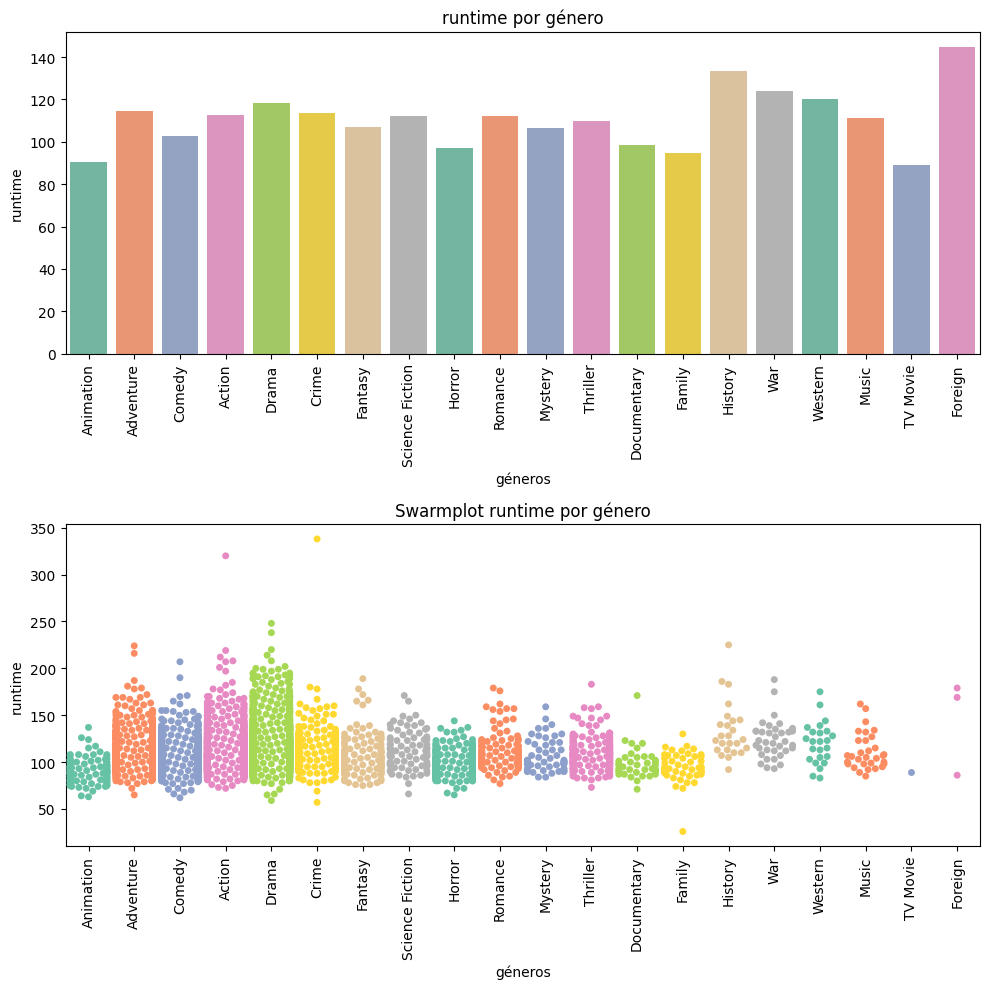 runtime por género
140
120
100
80
60
40
20
0
runtime
Animation
Adventure
Comedy
Action
Drama
Crime
Fantasy
Science Fiction
Horror
Romance
Mystery
Thriller
Documentary
Family
History
War
Western
Music
TV Movie
Foreign
géneros
Swarmplot runtime por género
350
300
250
200
150
100
50
runtime
Animation
Adventure
Comedy
Action
Drama
Crime
Fantasy
Science Fiction
Horror
Romance
Mystery
Thriller
Documentary
Family
History
War
Western
Music
TV Movie
Foreign
géneros